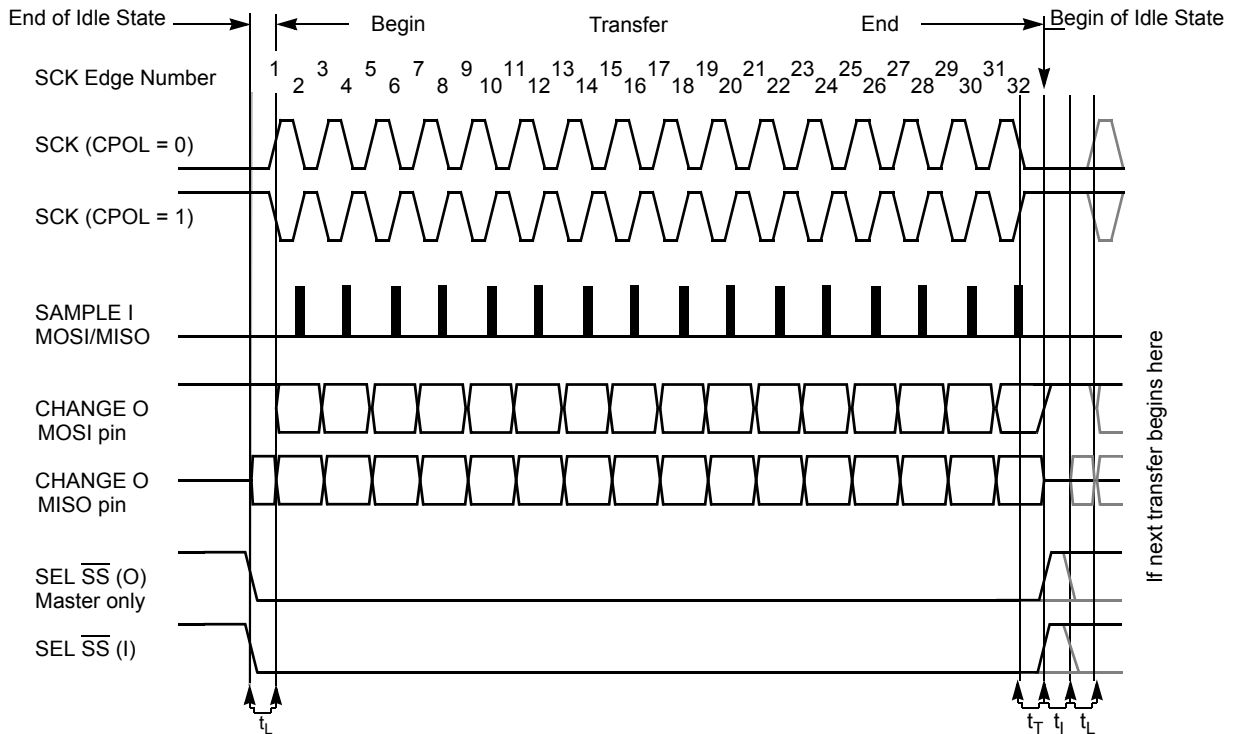 End of Idle State
Begin
Transfer
End
Begin of Idle State
SCK Edge Number
1 3 5 7 9 11 13 15 17 19 21 23 25 27 29 31
2 4 6 8 10 12 14 16 18 20 22 24 26 28 30 32
SCK (CPOL = 0)
SCK (CPOL = 1)
SAMPLE I
MOSI/MISO
CHANGE O
MOSI pin
CHANGE O
MISO pin
SEL SS (O)
Master only
SEL SS (I)
tL
tT tI tL
If next transfer begins here